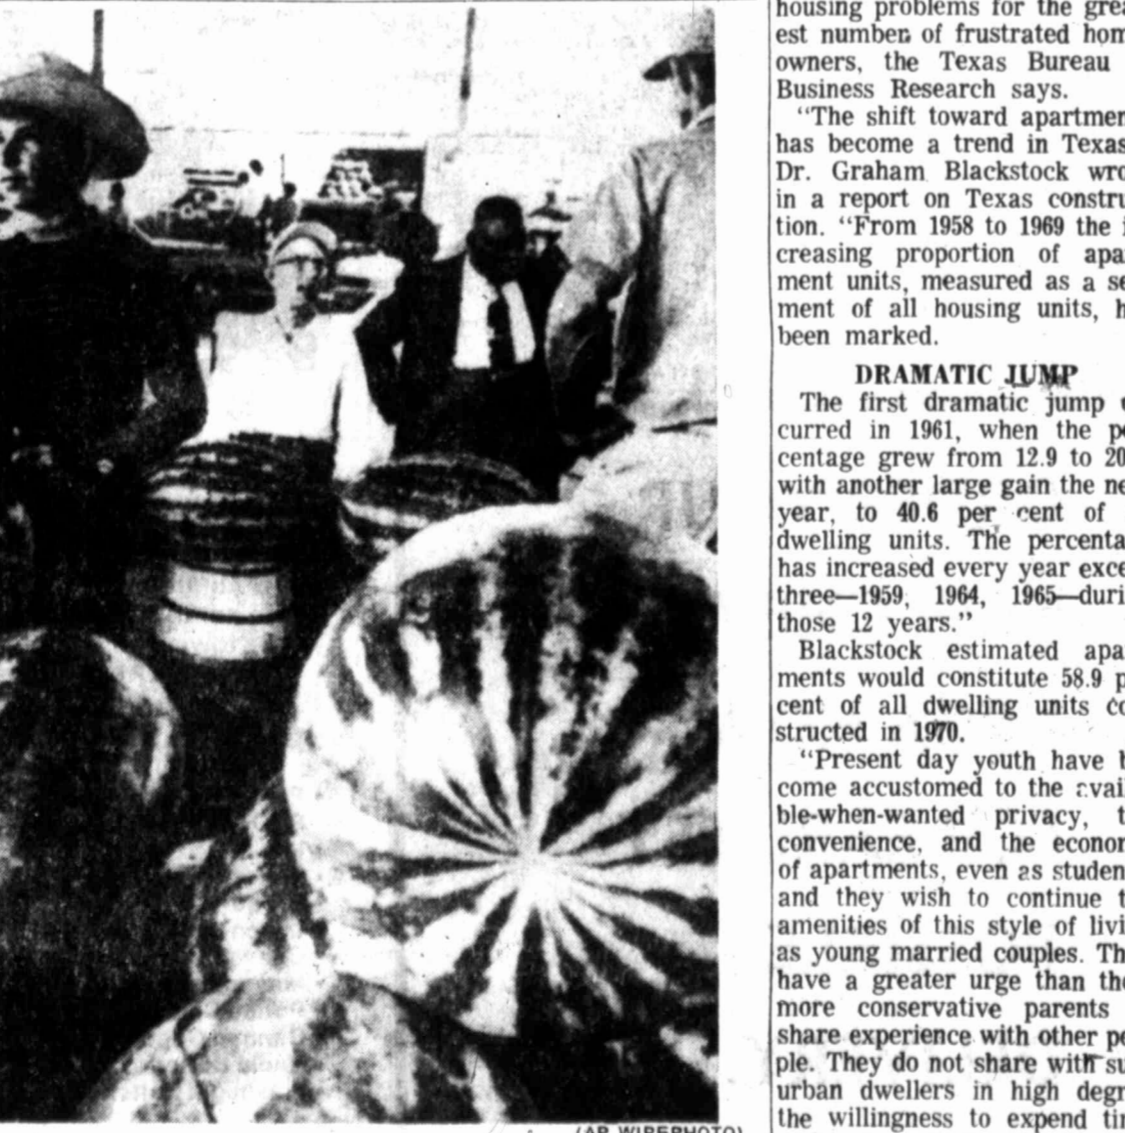 housing problems for the grea
est number of frustrated hom
owners, the Texas Bureau
Business Research says.
"The shift toward apartmen
has become a trend in Texas
Dr. Graham Blackstock wro
in a report on Texas constru
tion. "From 1958 to 1969 the i
creasing proportion of apar
ment units, measured as a se
ment of all housing units, h
been marked.
DRAMATIC JUMP
The first dramatic jump
curred in 1961, when the pe
centage grew from 12.9 to 20
with another large gain the ne
year, to 40.6 per cent of
dwelling units. The percenta
has increased every year exce
three—1959, 1964, 1965—duri
those 12 years."
Blackstock estimated apar
ments would constitute 58.9 p
cent of all dwelling units co
structed in 1970.
"Present day youth have b
come accustomed to the avail
ble-when-wanted privacy, t
convenience, and the econom
of apartments, even as studen
and they wish to continue t
amenities of this style of livi
as young married couples. Th
have a greater urge than the
more conservative parents
share experience with other pe
ple. They do not share with su
urban dwellers in high degr
the willingness to expend tim
(AP WIREPHOTO)